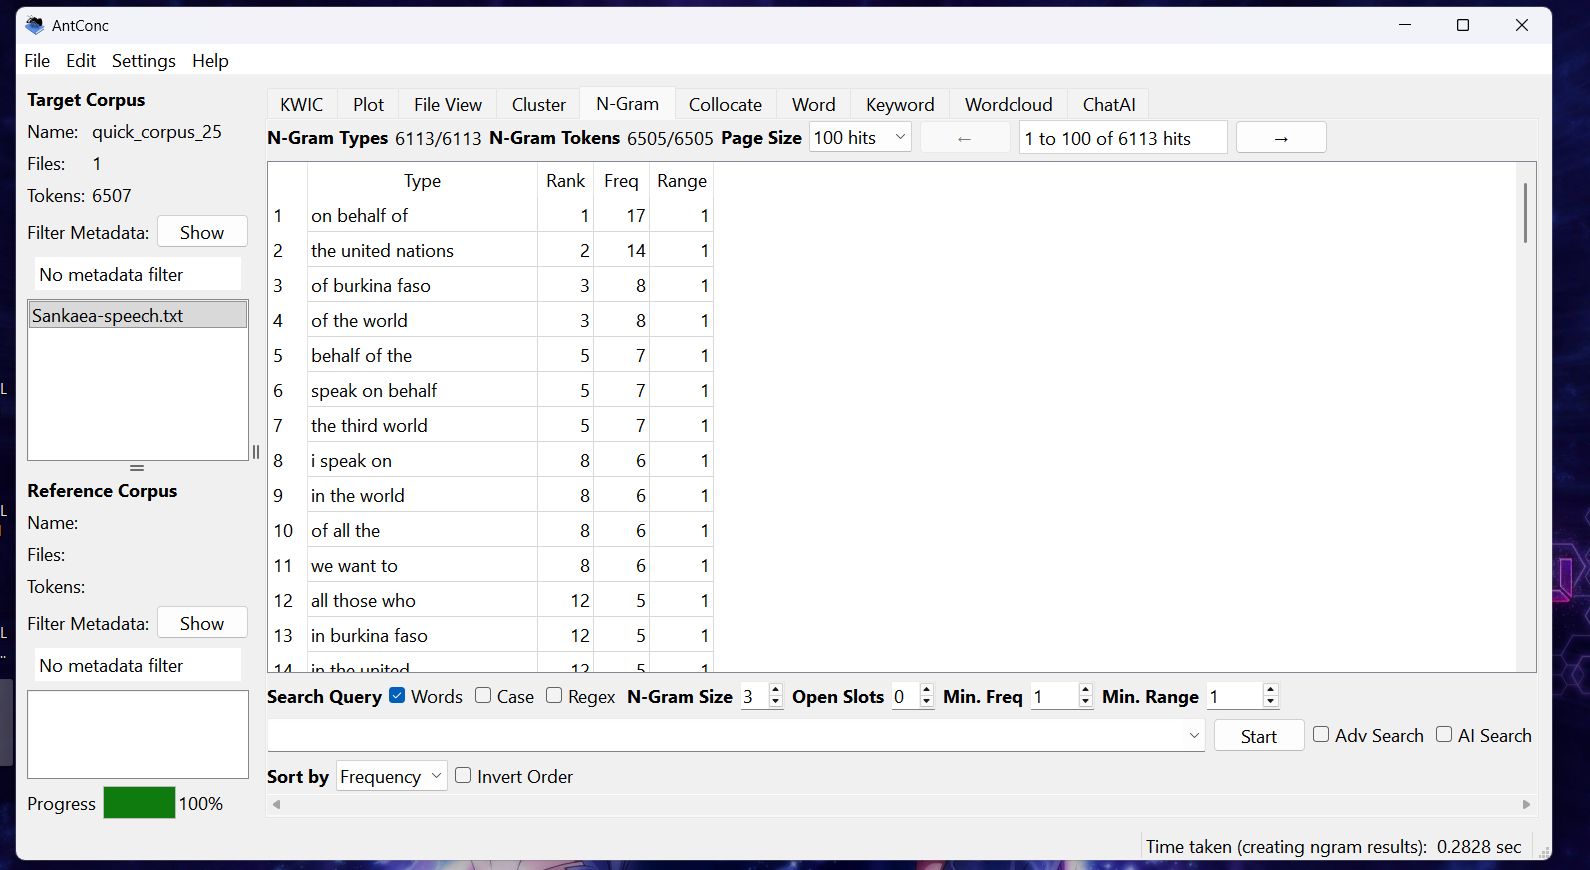 AntConc
File Edit Settings Help
Target Corpus
Name: quick_corpus_25
Files: 1
Tokens: 6507
Filter Metadata: Show
No metadata filter
Sankaea-speech.txt
Reference Corpus
Name:
Files:
Tokens:
Filter Metadata: Show
No metadata filter
Progress 100%
KWIC Plot File View Cluster N-Gram Collocate Word Keyword Wordcloud ChatAI
N-Gram Types 6113/6113 N-Gram Tokens 6505/6505 Page Size 100 hits ← 1 to 100 of 6113 hits →
Type Rank Freq Range
1 on behalf of 1 17 1
2 the united nations 2 14 1
3 of burkina faso 3 8 1
4 of the world 3 8 1
5 behalf of the 5 7 1
6 speak on behalf 5 7 1
7 the third world 5 7 1
8 i speak on 8 6 1
9 in the world 8 6 1
10 of all the 8 6 1
11 we want to 8 6 1
12 all those who 12 5 1
13 in burkina faso 12 5 1
14 in the united 12 5 1
Search Query Words Case Regex N-Gram Size 3 Open Slots 0 Min. Freq 1 Min. Range 1
Start Adv Search AI Search
Sort by Frequency Invert Order
Time taken (creating ngram results): 0.2828 sec